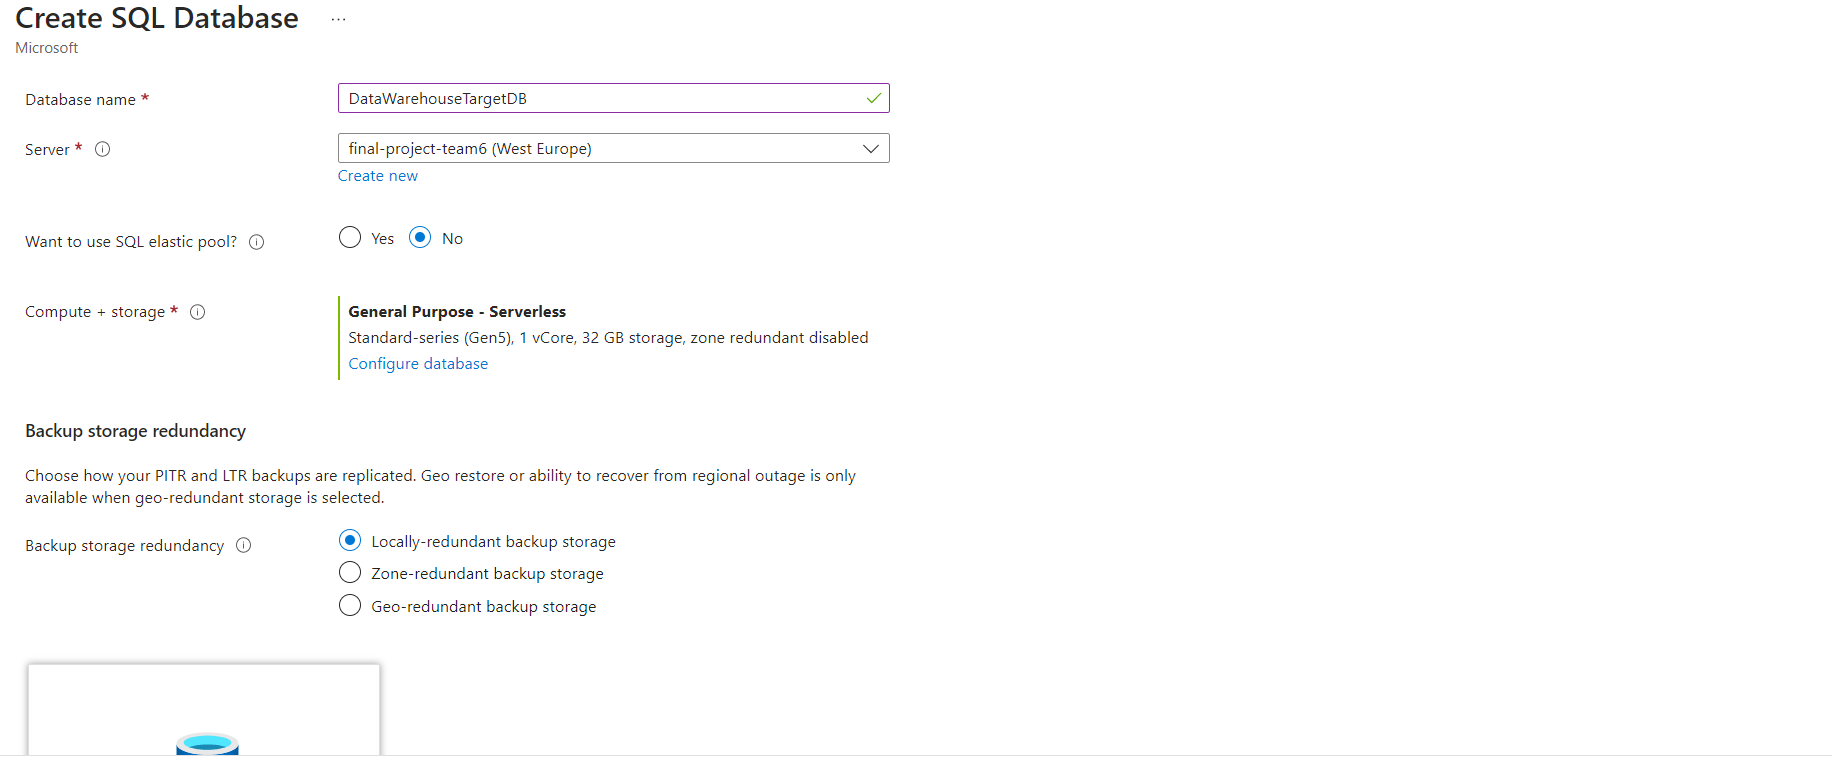 Create SQL Database ...
Microsoft
Database name *
DataWarehouseTargetDB
Server *
final-project-team6 (West Europe)
Create new
Want to use SQL elastic pool?
Yes No
Compute + storage *
General Purpose - Serverless
Standard-series (Gen5), 1 vCore, 32 GB storage, zone redundant disabled
Configure database
Backup storage redundancy
Choose how your PITR and LTR backups are replicated. Geo restore or ability to recover from regional outage is only
available when geo-redundant storage is selected.
Backup storage redundancy
Locally-redundant backup storage
Zone-redundant backup storage
Geo-redundant backup storage